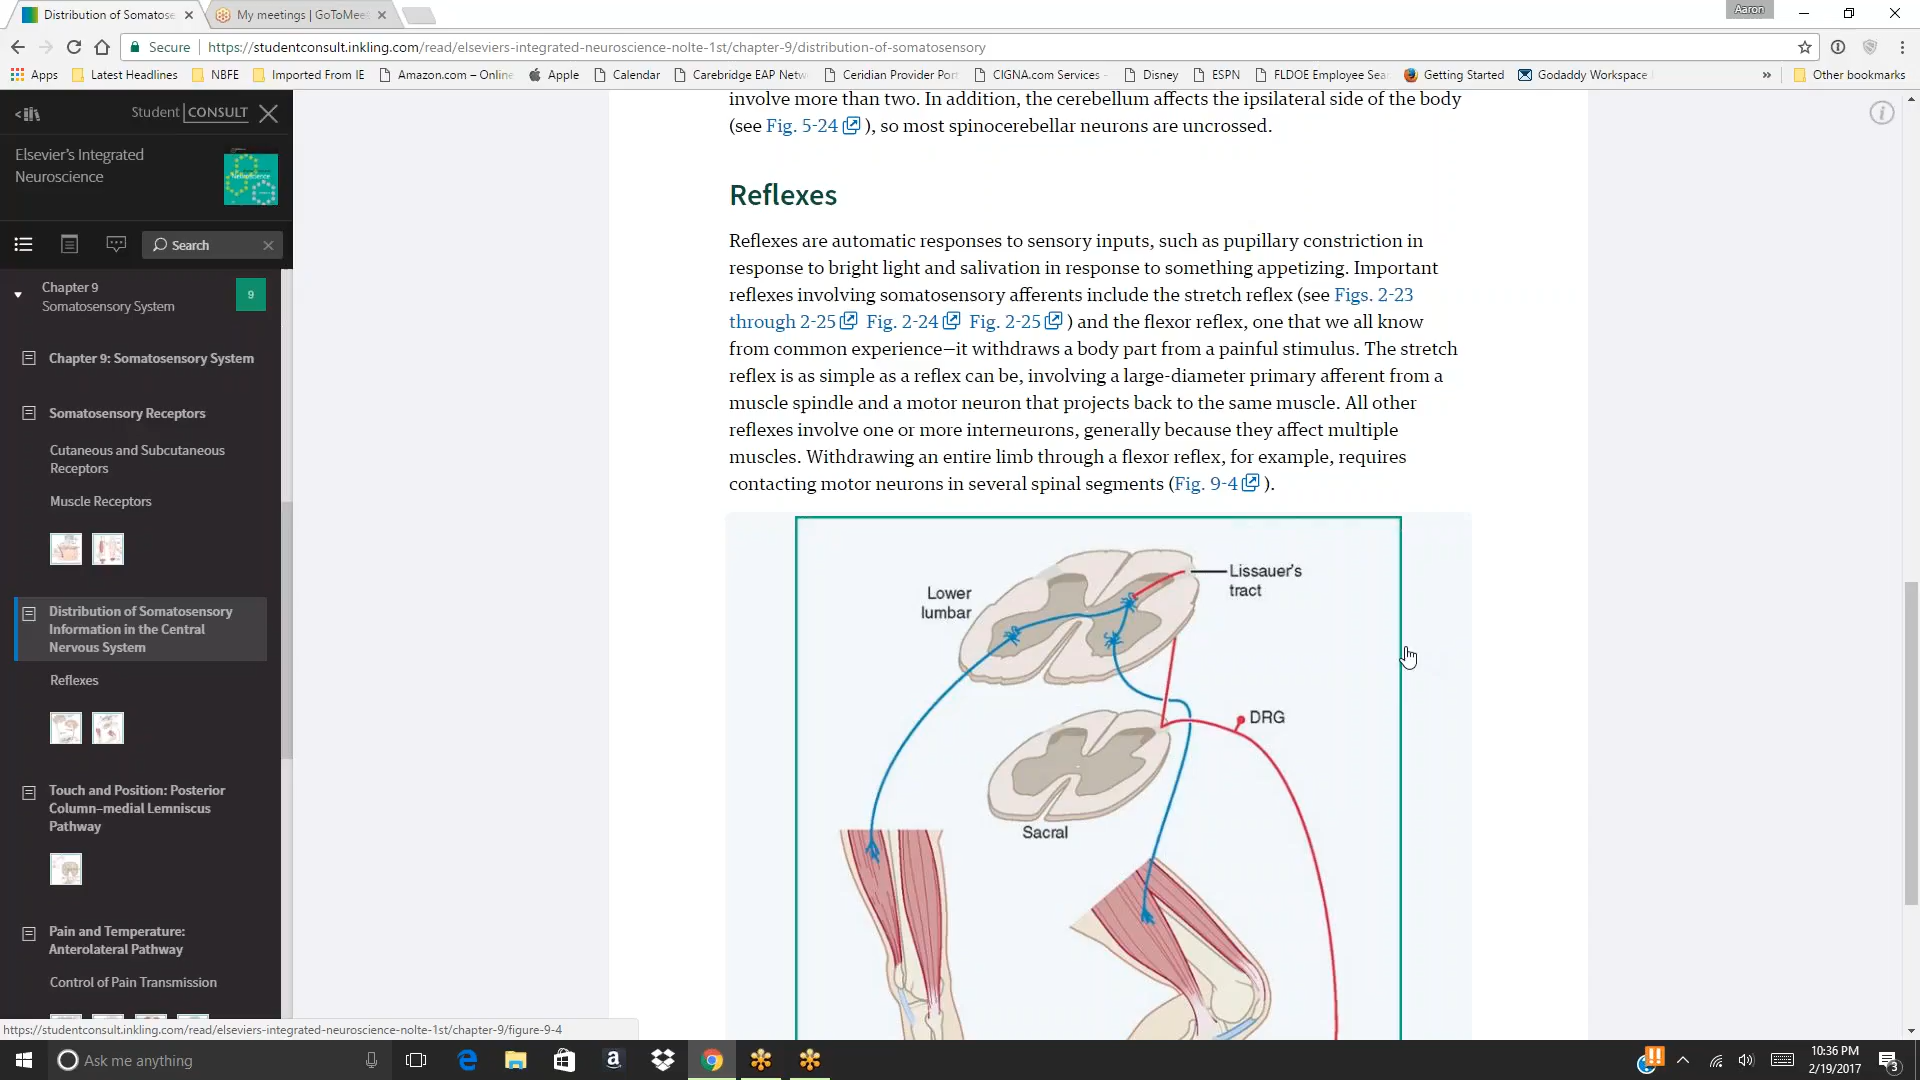 Distribution of Somatose
My meetings | GoToMee
Aaron
Secure
https://studentconsult.inkling.com/read/elseviers-integrated-neuroscience-nolte-1st/chapter-9/distribution-of-somatosensory
Apps
Latest Headlines
NBFE
Imported From IE
Amazon.com – Online
Apple
Calendar
Carebridge EAP Netw
Ceridian Provider Por
CIGNA.com Services -
Disney
ESPN
FLDOE Employee Sea
Getting Started
Godaddy Workspace
»
Other bookmarks
Student CONSULT
Elsevier's Integrated
Neuroscience
Search
Chapter 9
Somatosensory System
9
Chapter 9: Somatosensory System
Somatosensory Receptors
Cutaneous and Subcutaneous
Receptors
Muscle Receptors
Distribution of Somatosensory
Information in the Central
Nervous System
Reflexes
Touch and Position: Posterior
Column–medial Lemniscus
Pathway
Pain and Temperature:
Anterolateral Pathway
Control of Pain Transmission
involve more than two. In addition, the cerebellum affects the ipsilateral side of the body
(see Fig. 5-24 ), so most spinocerebellar neurons are uncrossed.
Reflexes
Reflexes are automatic responses to sensory inputs, such as pupillary constriction in
response to bright light and salivation in response to something appetizing. Important
reflexes involving somatosensory afferents include the stretch reflex (see Figs. 2-23
through 2-25 Fig. 2-24 Fig. 2-25 ) and the flexor reflex, one that we all know
from common experience—it withdraws a body part from a painful stimulus. The stretch
reflex is as simple as a reflex can be, involving a large-diameter primary afferent from a
muscle spindle and a motor neuron that projects back to the same muscle. All other
reflexes involve one or more interneurons, generally because they affect multiple
muscles. Withdrawing an entire limb through a flexor reflex, for example, requires
contacting motor neurons in several spinal segments (Fig. 9-4 ).
Lissauer's
tract
Lower
lumbar
DRG
Sacral
https://studentconsult.inkling.com/read/elseviers-integrated-neuroscience-nolte-1st/chapter-9/figure-9-4
Ask me anything
10:36 PM
2/19/2017
3